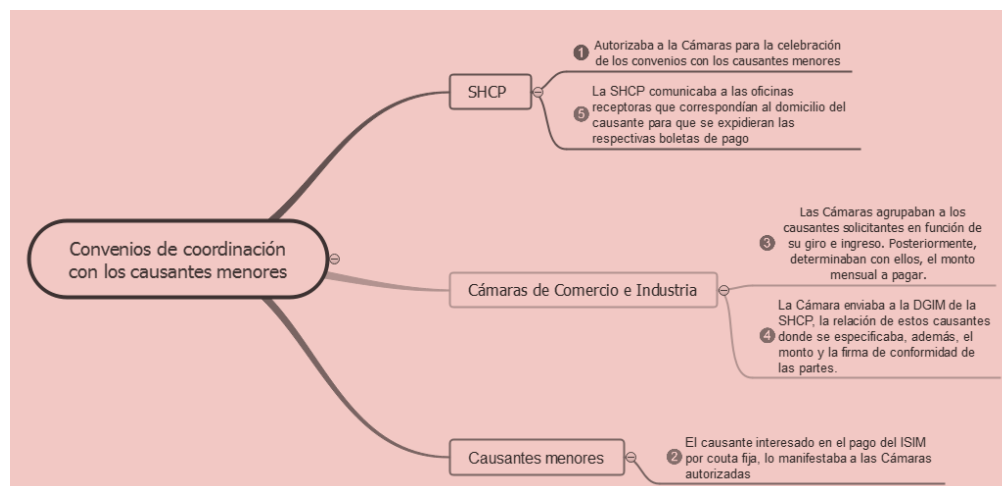 Convenios de coordinación
con los causantes menores
SHCP
1
Autorizaba a la Cámaras para la celebración
de los convenios con los causantes menores
5
La SHCP comunicaba a las oficinas
receptoras que correspondían al domicilio del
causante para que se expidieran las
respectivas boletas de pago
Cámaras de Comercio e Industria
3
Las Cámaras agrupaban a los
causantes solicitantes en función de
su giro e ingreso. Posteriormente,
determinaban con ellos, el monto
mensual a pagar.
4
La Cámara enviaba a la DGIM de la
SHCP, la relación de estos causantes
donde se especificaba, además, el
monto y la firma de conformidad de
las partes.
Causantes menores
2
El causante interesado en el pago del ISIM
por couta fija, lo manifestaba a las Cámaras
autorizadas